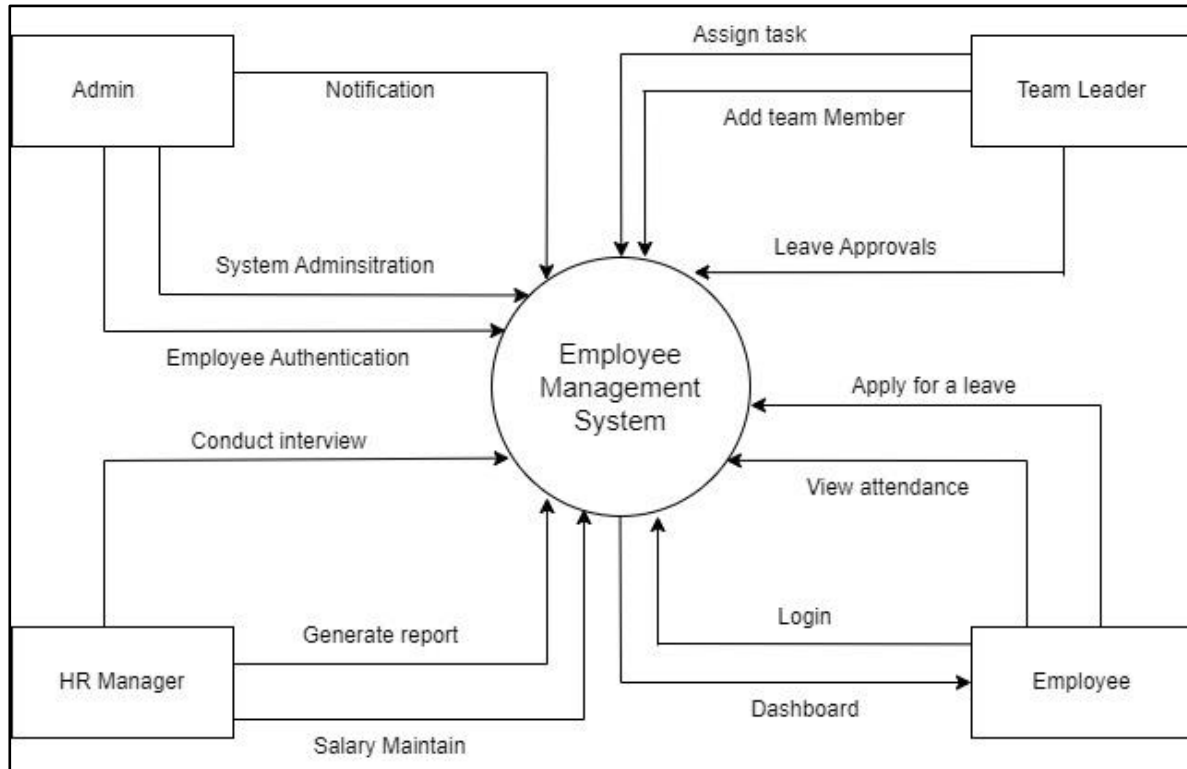 Assign task
Admin
Notification
Team Leader
Add team Member
System Adminsitration
Leave Approvals
Employee Authentication
Employee
Management
System
Apply for a leave
Conduct interview
View attendance
Login
Generate report
HR Manager
Employee
Dashboard
Salary Maintain